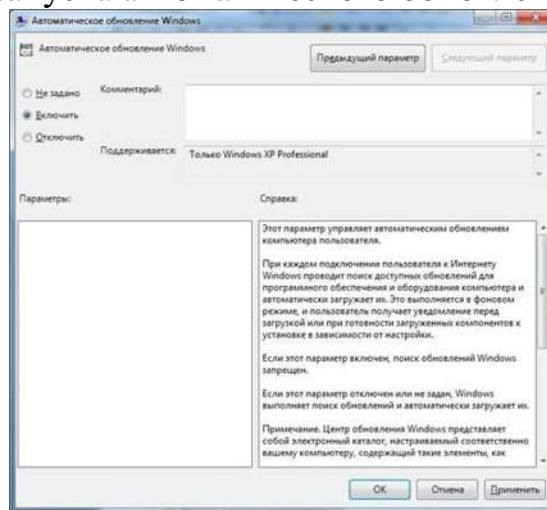 Автоматическое обновление Windows
Автоматическое обновление Windows
Предыдущий параметр
Следующий параметр
Не задано
Комментарий:
Включить
Отключить
Поддерживается:
Только Windows XP Professional
Параметры:
Справка:
Этот параметр управляет автоматическим обновлением
компьютера пользователя.
При каждом подключении пользователя к Интернету
Windows проводит поиск доступных обновлений для
программного обеспечения и оборудования компьютера и
автоматически загружает их. Это выполняется в фоновом
режиме, и пользователь получает уведомление перед
загрузкой или при готовности загруженных компонентов к
установке в зависимости от настройки.
Если этот параметр включен, поиск обновлений Windows
запрещен.
Если этот параметр отключен или не задан, Windows
выполняет поиск обновлений и автоматически загружает их.
Примечание. Центр обновления Windows представляет
собой электронный каталог, настраиваемый соответственно
вашему компьютеру, содержащий такие элементы, как
ОК
Отмена
Применить